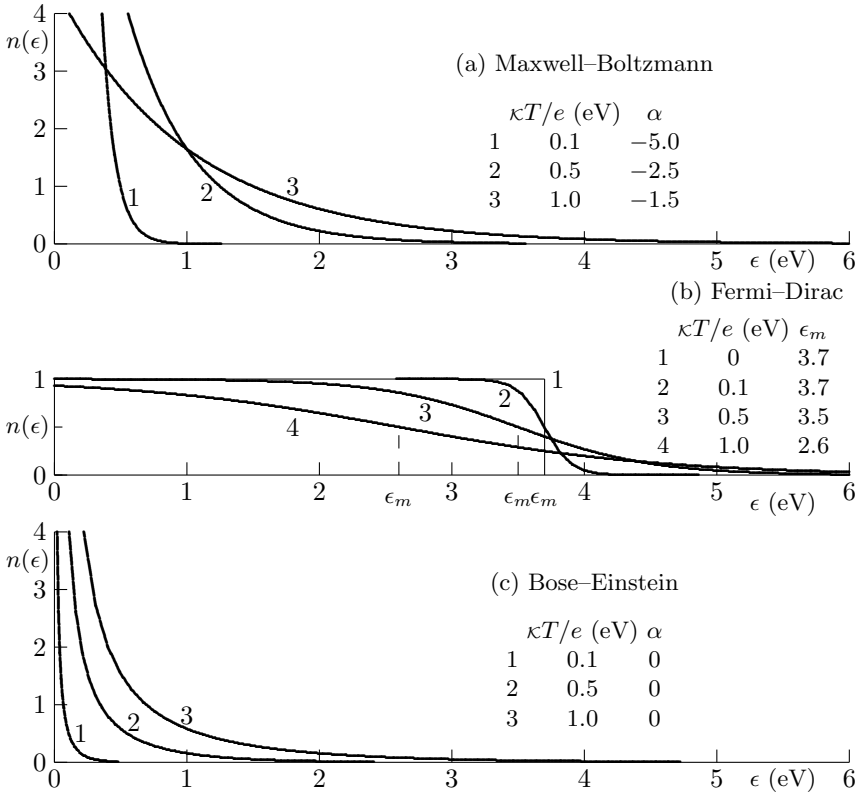 4
n(ϵ)
3
2
1
0
(a) Maxwell–Boltzmann
κT/e (eV) α
1 0.1 −5.0
2 0.5 −2.5
3 1.0 −1.5
1 2 3
1 2 3 4 5 ϵ (eV) 6
(b) Fermi–Dirac
κT/e (eV) ϵm
1 0 3.7
2 0.1 3.7
3 0.5 3.5
4 1.0 2.6
1
n(ϵ)
0
4 3 2 1
0 1 2 3 4 5 6
ϵm ϵmϵm ϵ (eV)
4
n(ϵ)
3
2
1
0
(c) Bose–Einstein
κT/e (eV) α
1 0.1 0
2 0.5 0
3 1.0 0
1 2 3
0 1 2 3 4 5 ϵ (eV) 6